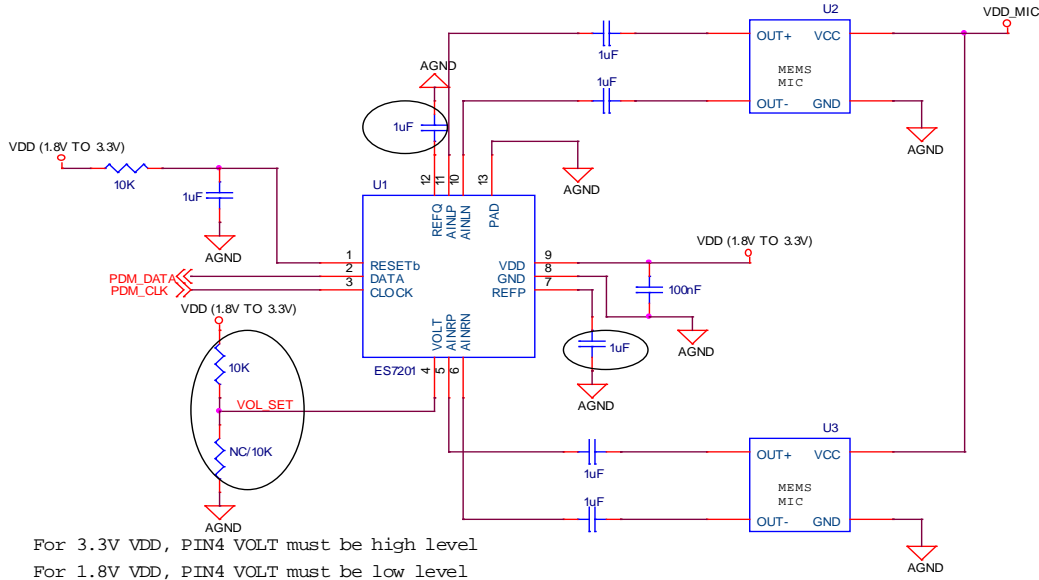 U2
VDD_MIC
OUT+ VCC
1uF
MEMS
MIC
1uF
OUT- GND
AGND
AGND
1uF
VDD (1.8V TO 3.3V)
10K
1uF
AGND
AGND
U1
12 11 10 13
REFQ AINLP AINLN PAD
1 RESETb
2 DATA
3 CLOCK
PDM_DATA
PDM_CLK
VDD 9
GND 8
REFP 7
VDD (1.8V TO 3.3V)
100nF
AGND
1uF
AGND
VOLT AINRP AINRN
ES7201
4 5 6
VDD (1.8V TO 3.3V)
10K
VOL_SET
NC/10K
AGND
U3
OUT+ VCC
1uF
MEMS
MIC
1uF
OUT- GND
AGND
For 3.3V VDD, PIN4 VOLT must be high level
For 1.8V VDD, PIN4 VOLT must be low level